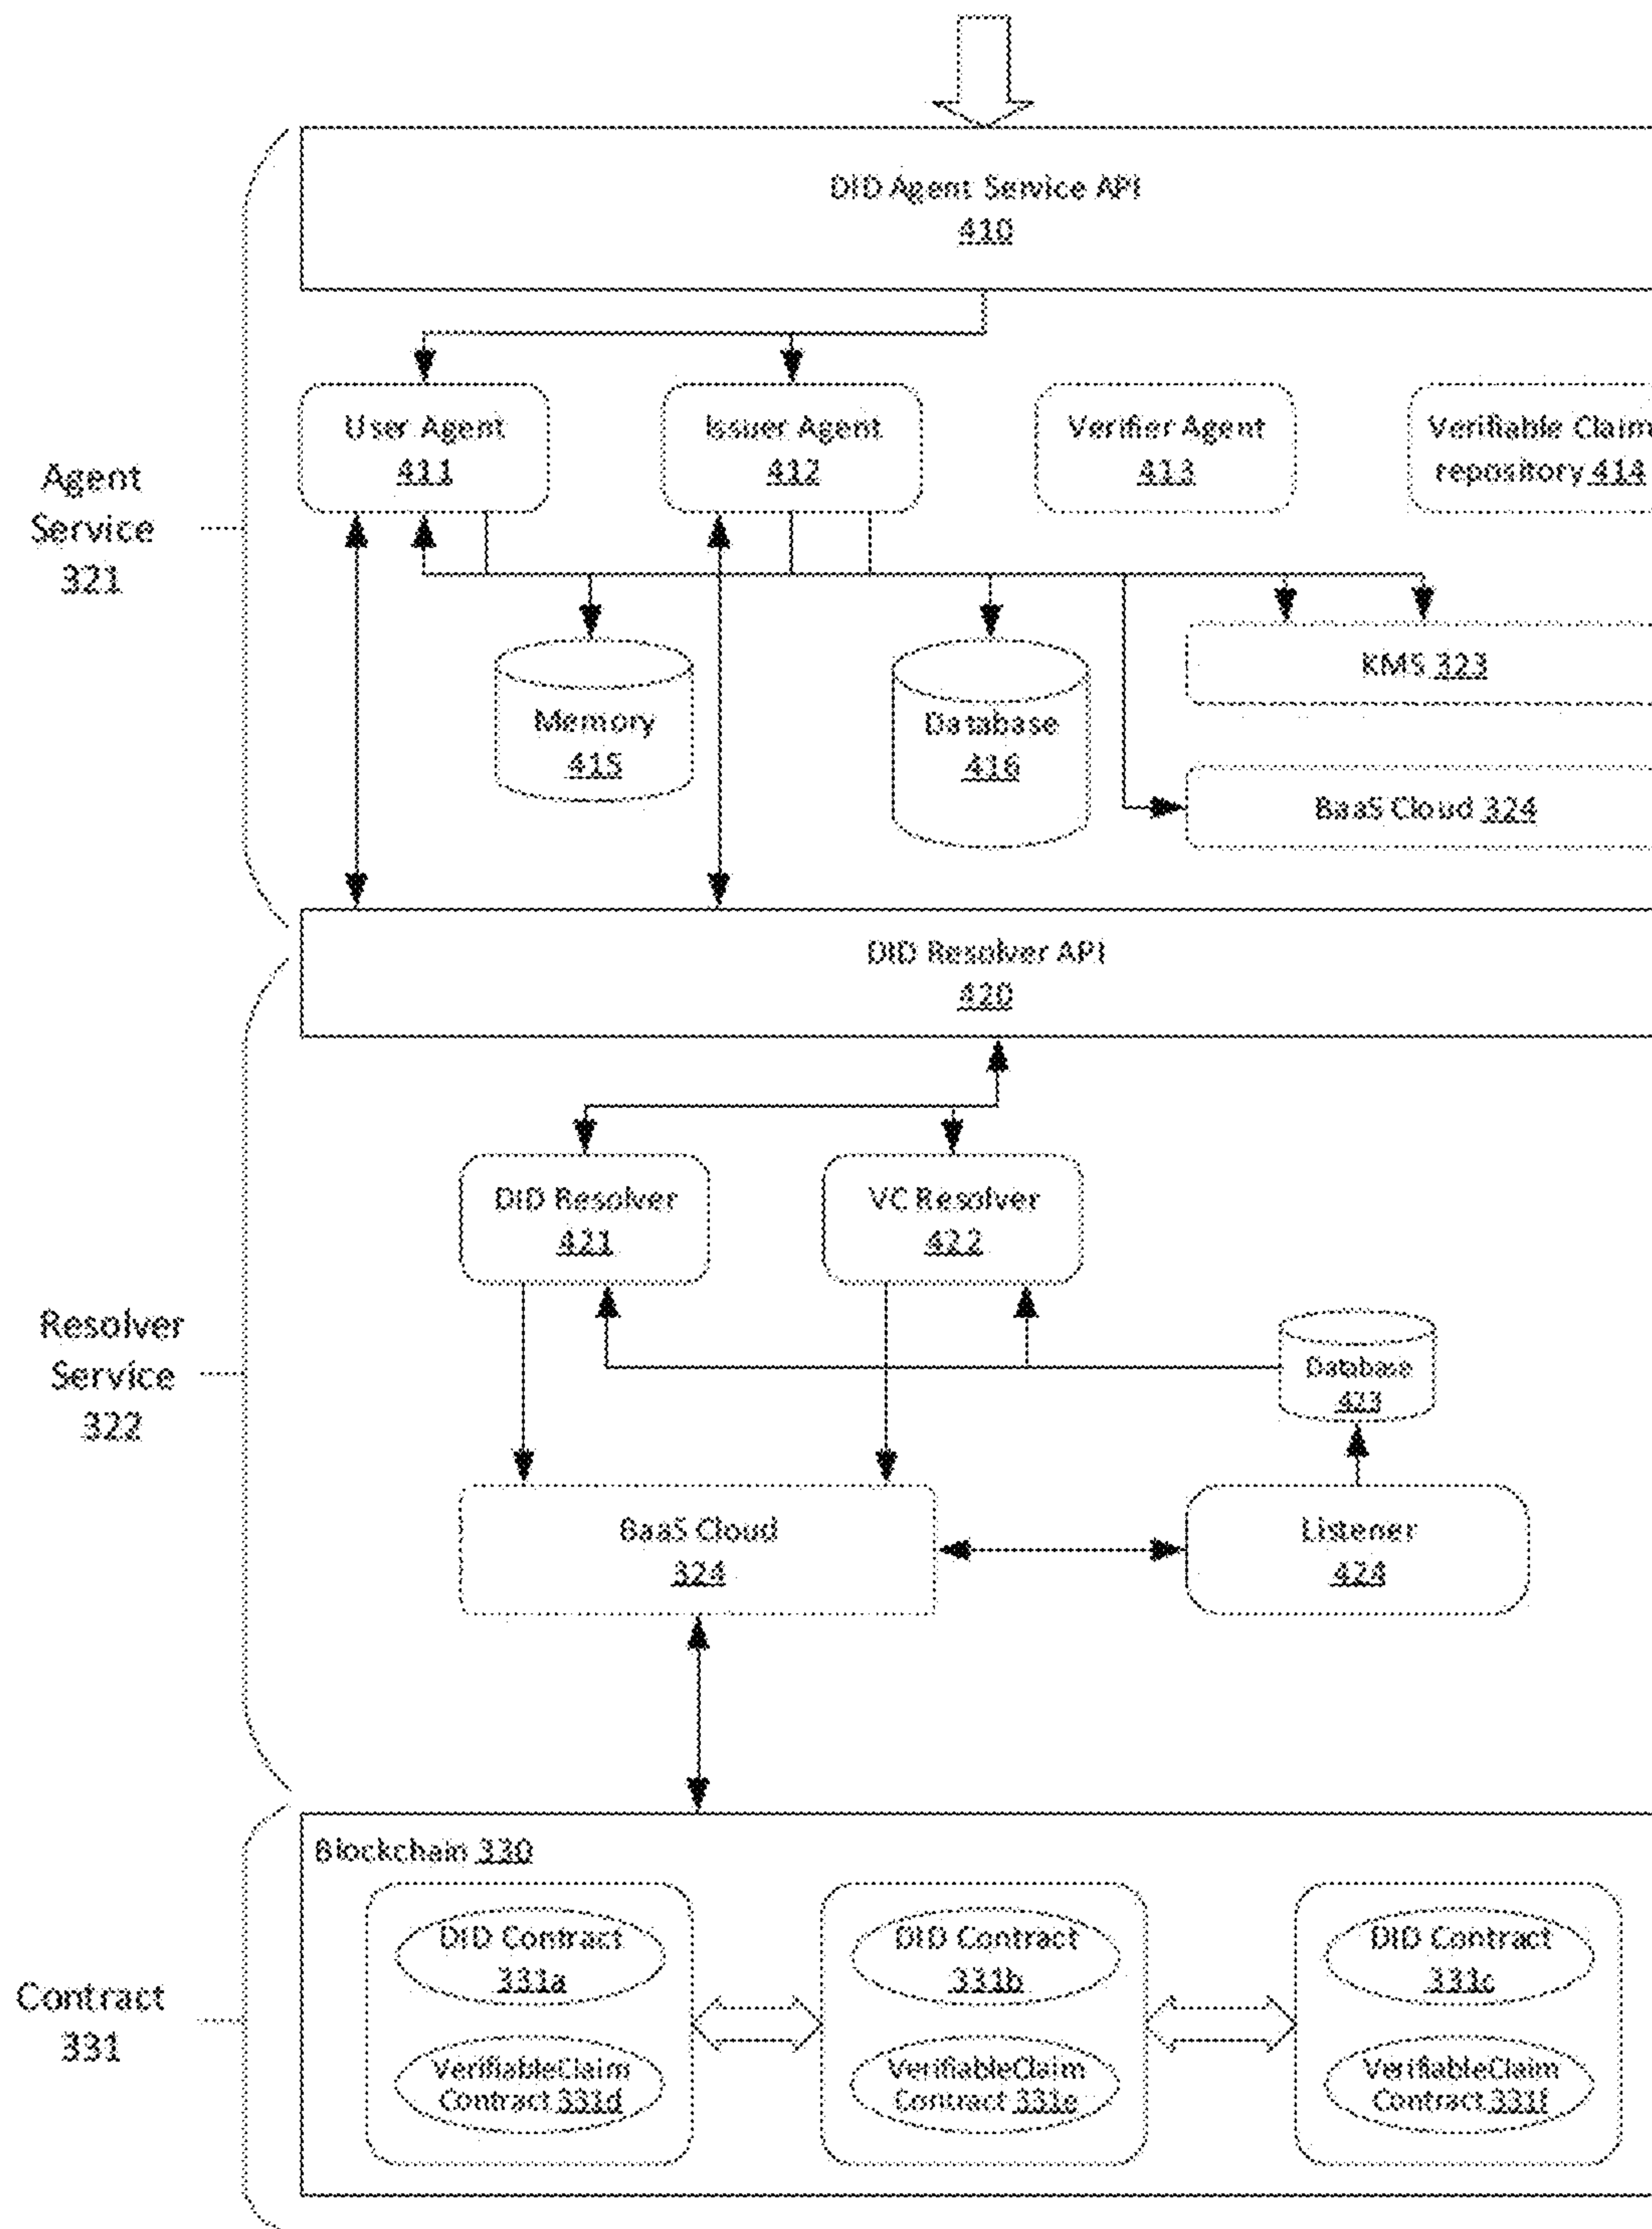 DID Agent Service API
410
User Agent
411
Issuer Agent
412
Verifier Agent
413
Verifiable Claim
repository 414
Agent
Service
321
Memory
415
Database
416
KMS 323
BaaS Cloud 324
DID Resolver API
420
DID Resolver
421
VC Resolver
422
Resolver
Service
322
Database
423
BaaS Cloud
324
Listener
424
Blockchain 330
DID Contract
331a
DID Contract
331b
DID Contract
331c
Contract
331
VerifiableClaim
Contract 331d
VerifiableClaim
Contract 331e
VerifiableClaim
Contract 331f